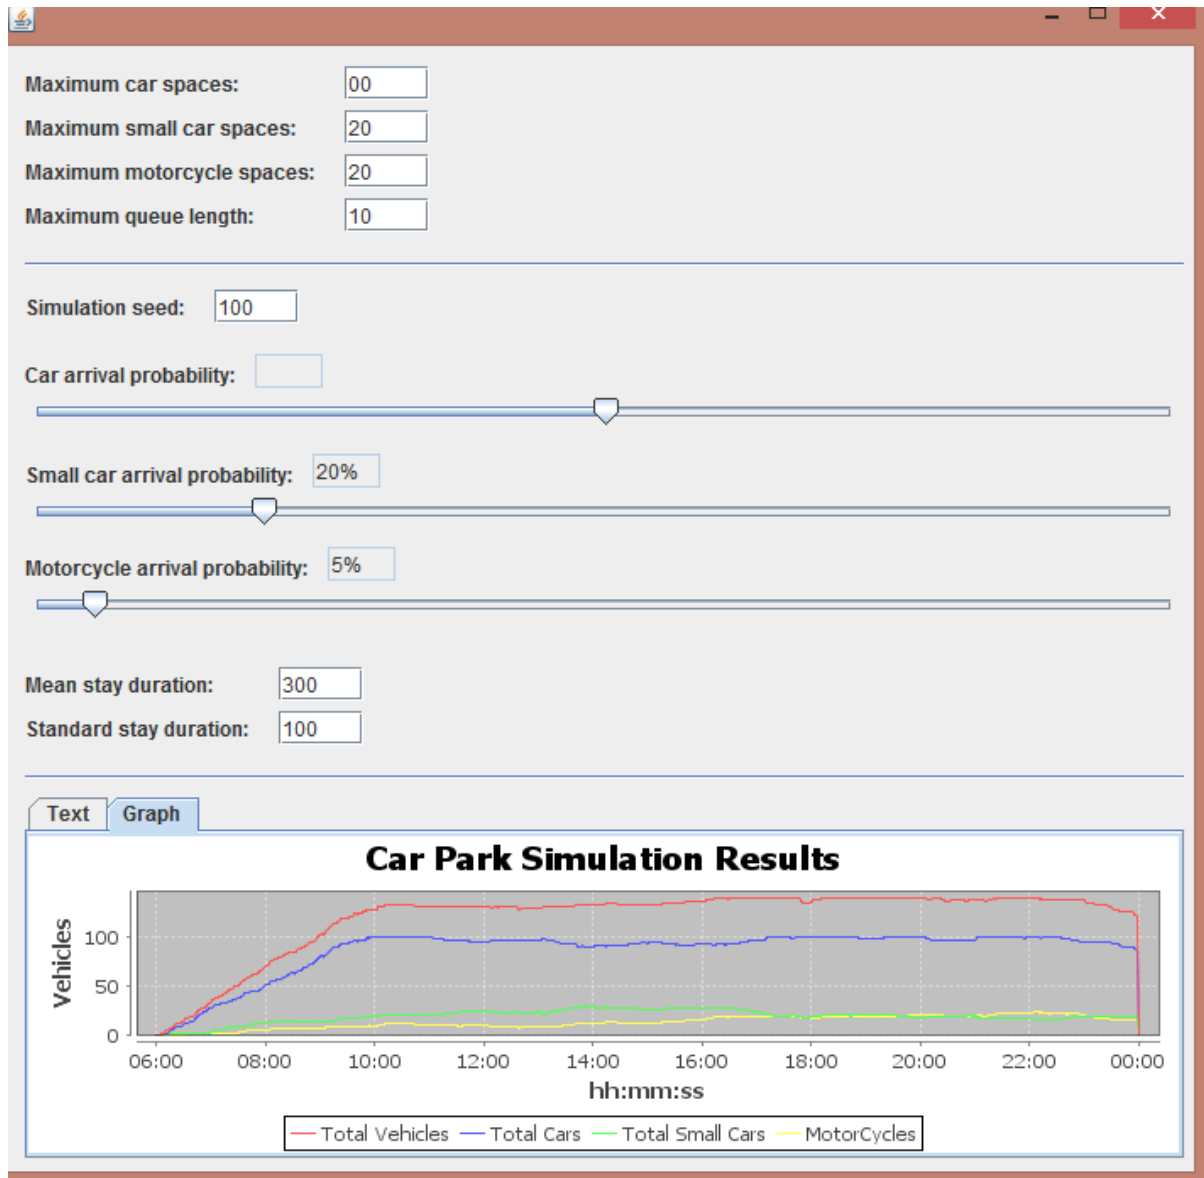 Maximum car spaces: 00
Maximum small car spaces: 20
Maximum motorcycle spaces: 20
Maximum queue length: 10
Simulation seed: 100
Car arrival probability:
Small car arrival probability: 20%
Motorcycle arrival probability: 5%
Mean stay duration: 300
Standard stay duration: 100
Text Graph
Car Park Simulation Results
Vehicles
100
50
0
06:00 08:00 10:00 12:00 14:00 16:00 18:00 20:00 22:00 00:00
hh:mm:ss
Total Vehicles Total Cars Total Small Cars MotorCycles